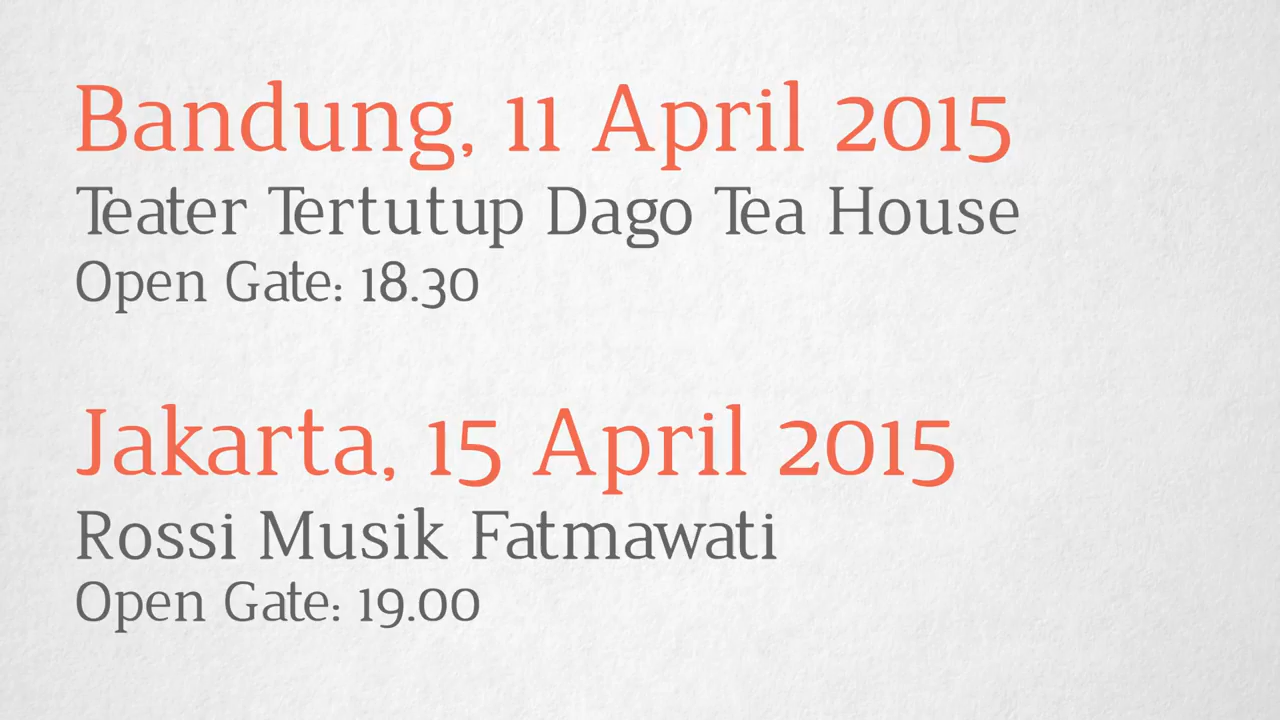 Bandung, 11 April 2015
Teater Tertutup Dago Tea House
Open Gate: 18.30
Jakarta, 15 April 2015
Rossi Musik Fatmawati
Open Gate: 19.00